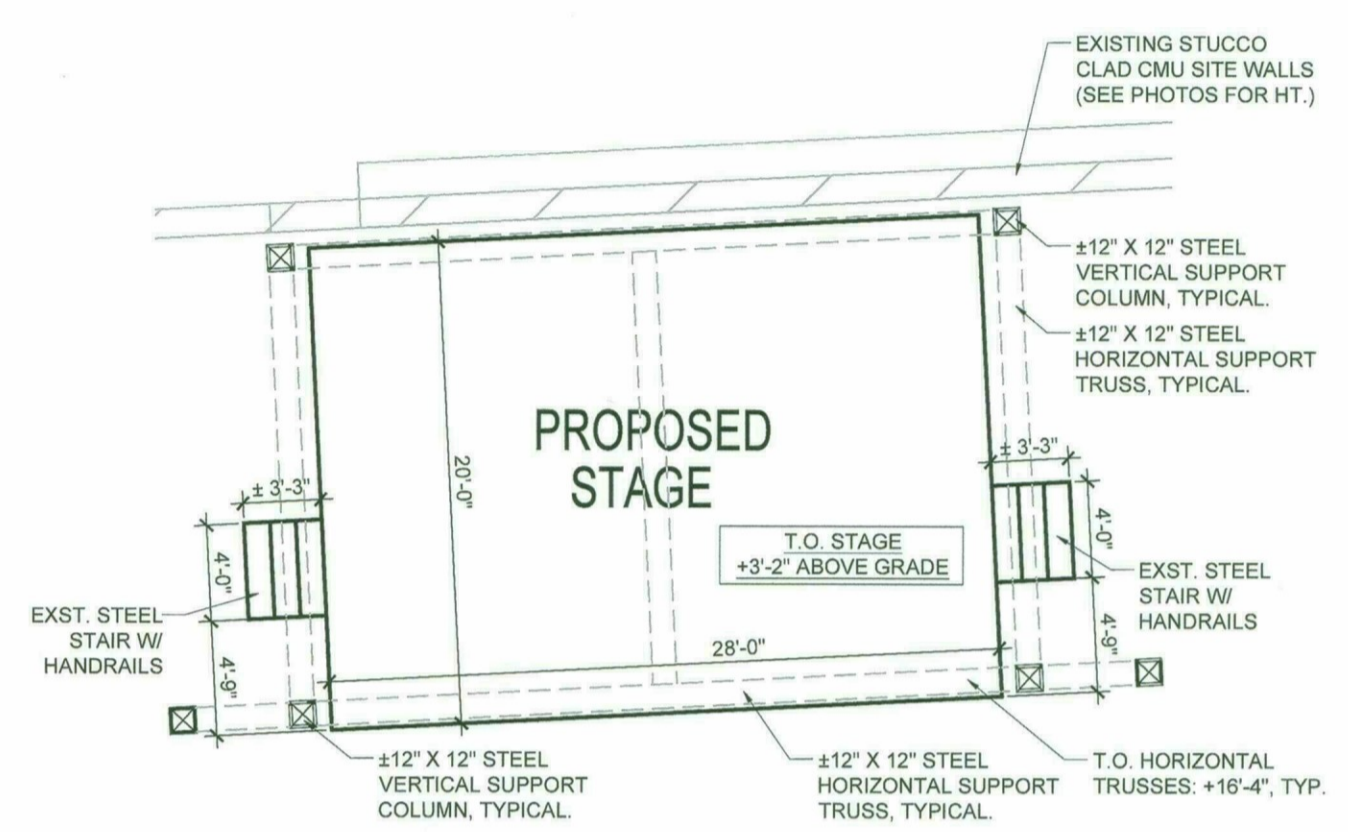 EXISTING STUCCO
CLAD CMU SITE WALLS
(SEE PHOTOS FOR HT.)
±12" X 12" STEEL
VERTICAL SUPPORT
COLUMN, TYPICAL.
±12" X 12" STEEL
HORIZONTAL SUPPORT
TRUSS, TYPICAL.
PROPOSED
STAGE
20'-0"
± 3'-3"
± 3'-3"
4'-0"
4'-0"
T.O. STAGE
+3'-2" ABOVE GRADE
EXST. STEEL
STAIR W/
HANDRAILS
EXST. STEEL
STAIR W/
HANDRAILS
4'-9"
4'-9"
28'-0"
±12" X 12" STEEL
VERTICAL SUPPORT
COLUMN, TYPICAL.
±12" X 12" STEEL
HORIZONTAL SUPPORT
TRUSS, TYPICAL.
T.O. HORIZONTAL
TRUSSES: +16'-4", TYP.